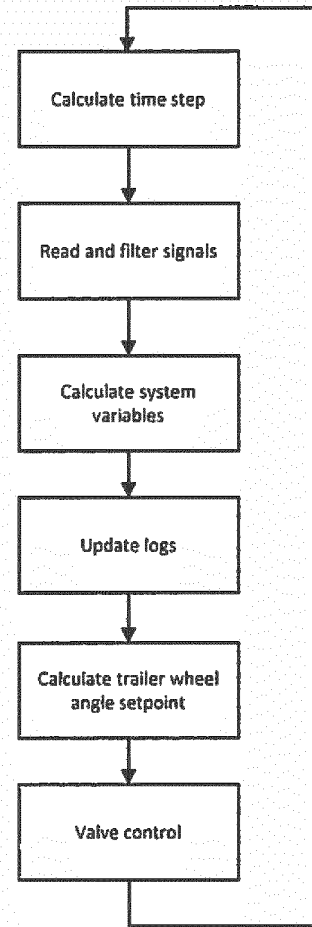 Calculate time step
Read and filter signals
Calculate system
variables
Update logs
Calculate trailer wheel
angle setpoint
Valve control